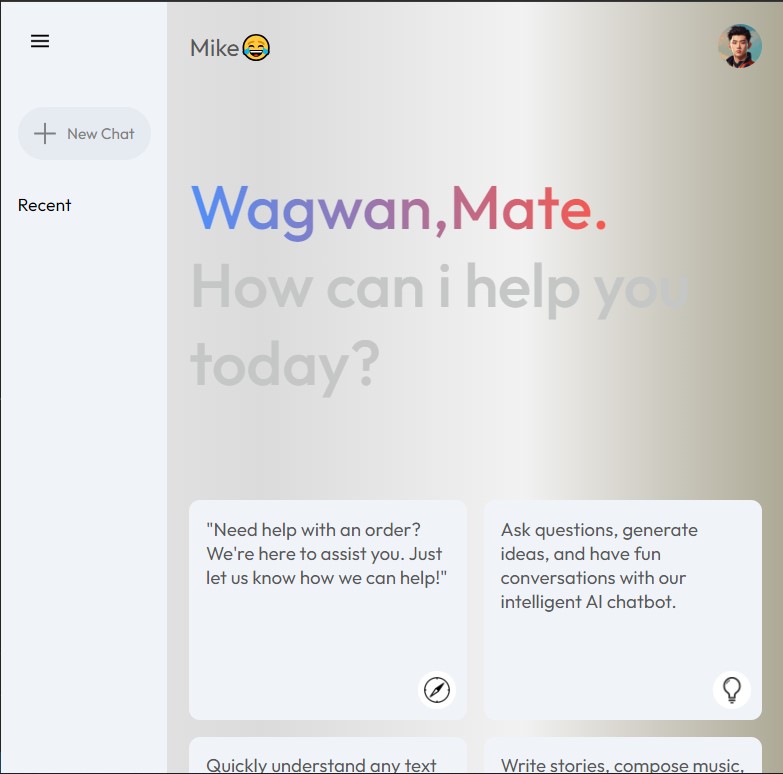 Mike😂
New Chat
Recent
Wagwan,Mate.
How can i help you
today?
"Need help with an order?
We're here to assist you. Just
let us know how we can help!"
Ask questions, generate
ideas, and have fun
conversations with our
intelligent AI chatbot.
Quickly understand any text
Write stories, compose music,